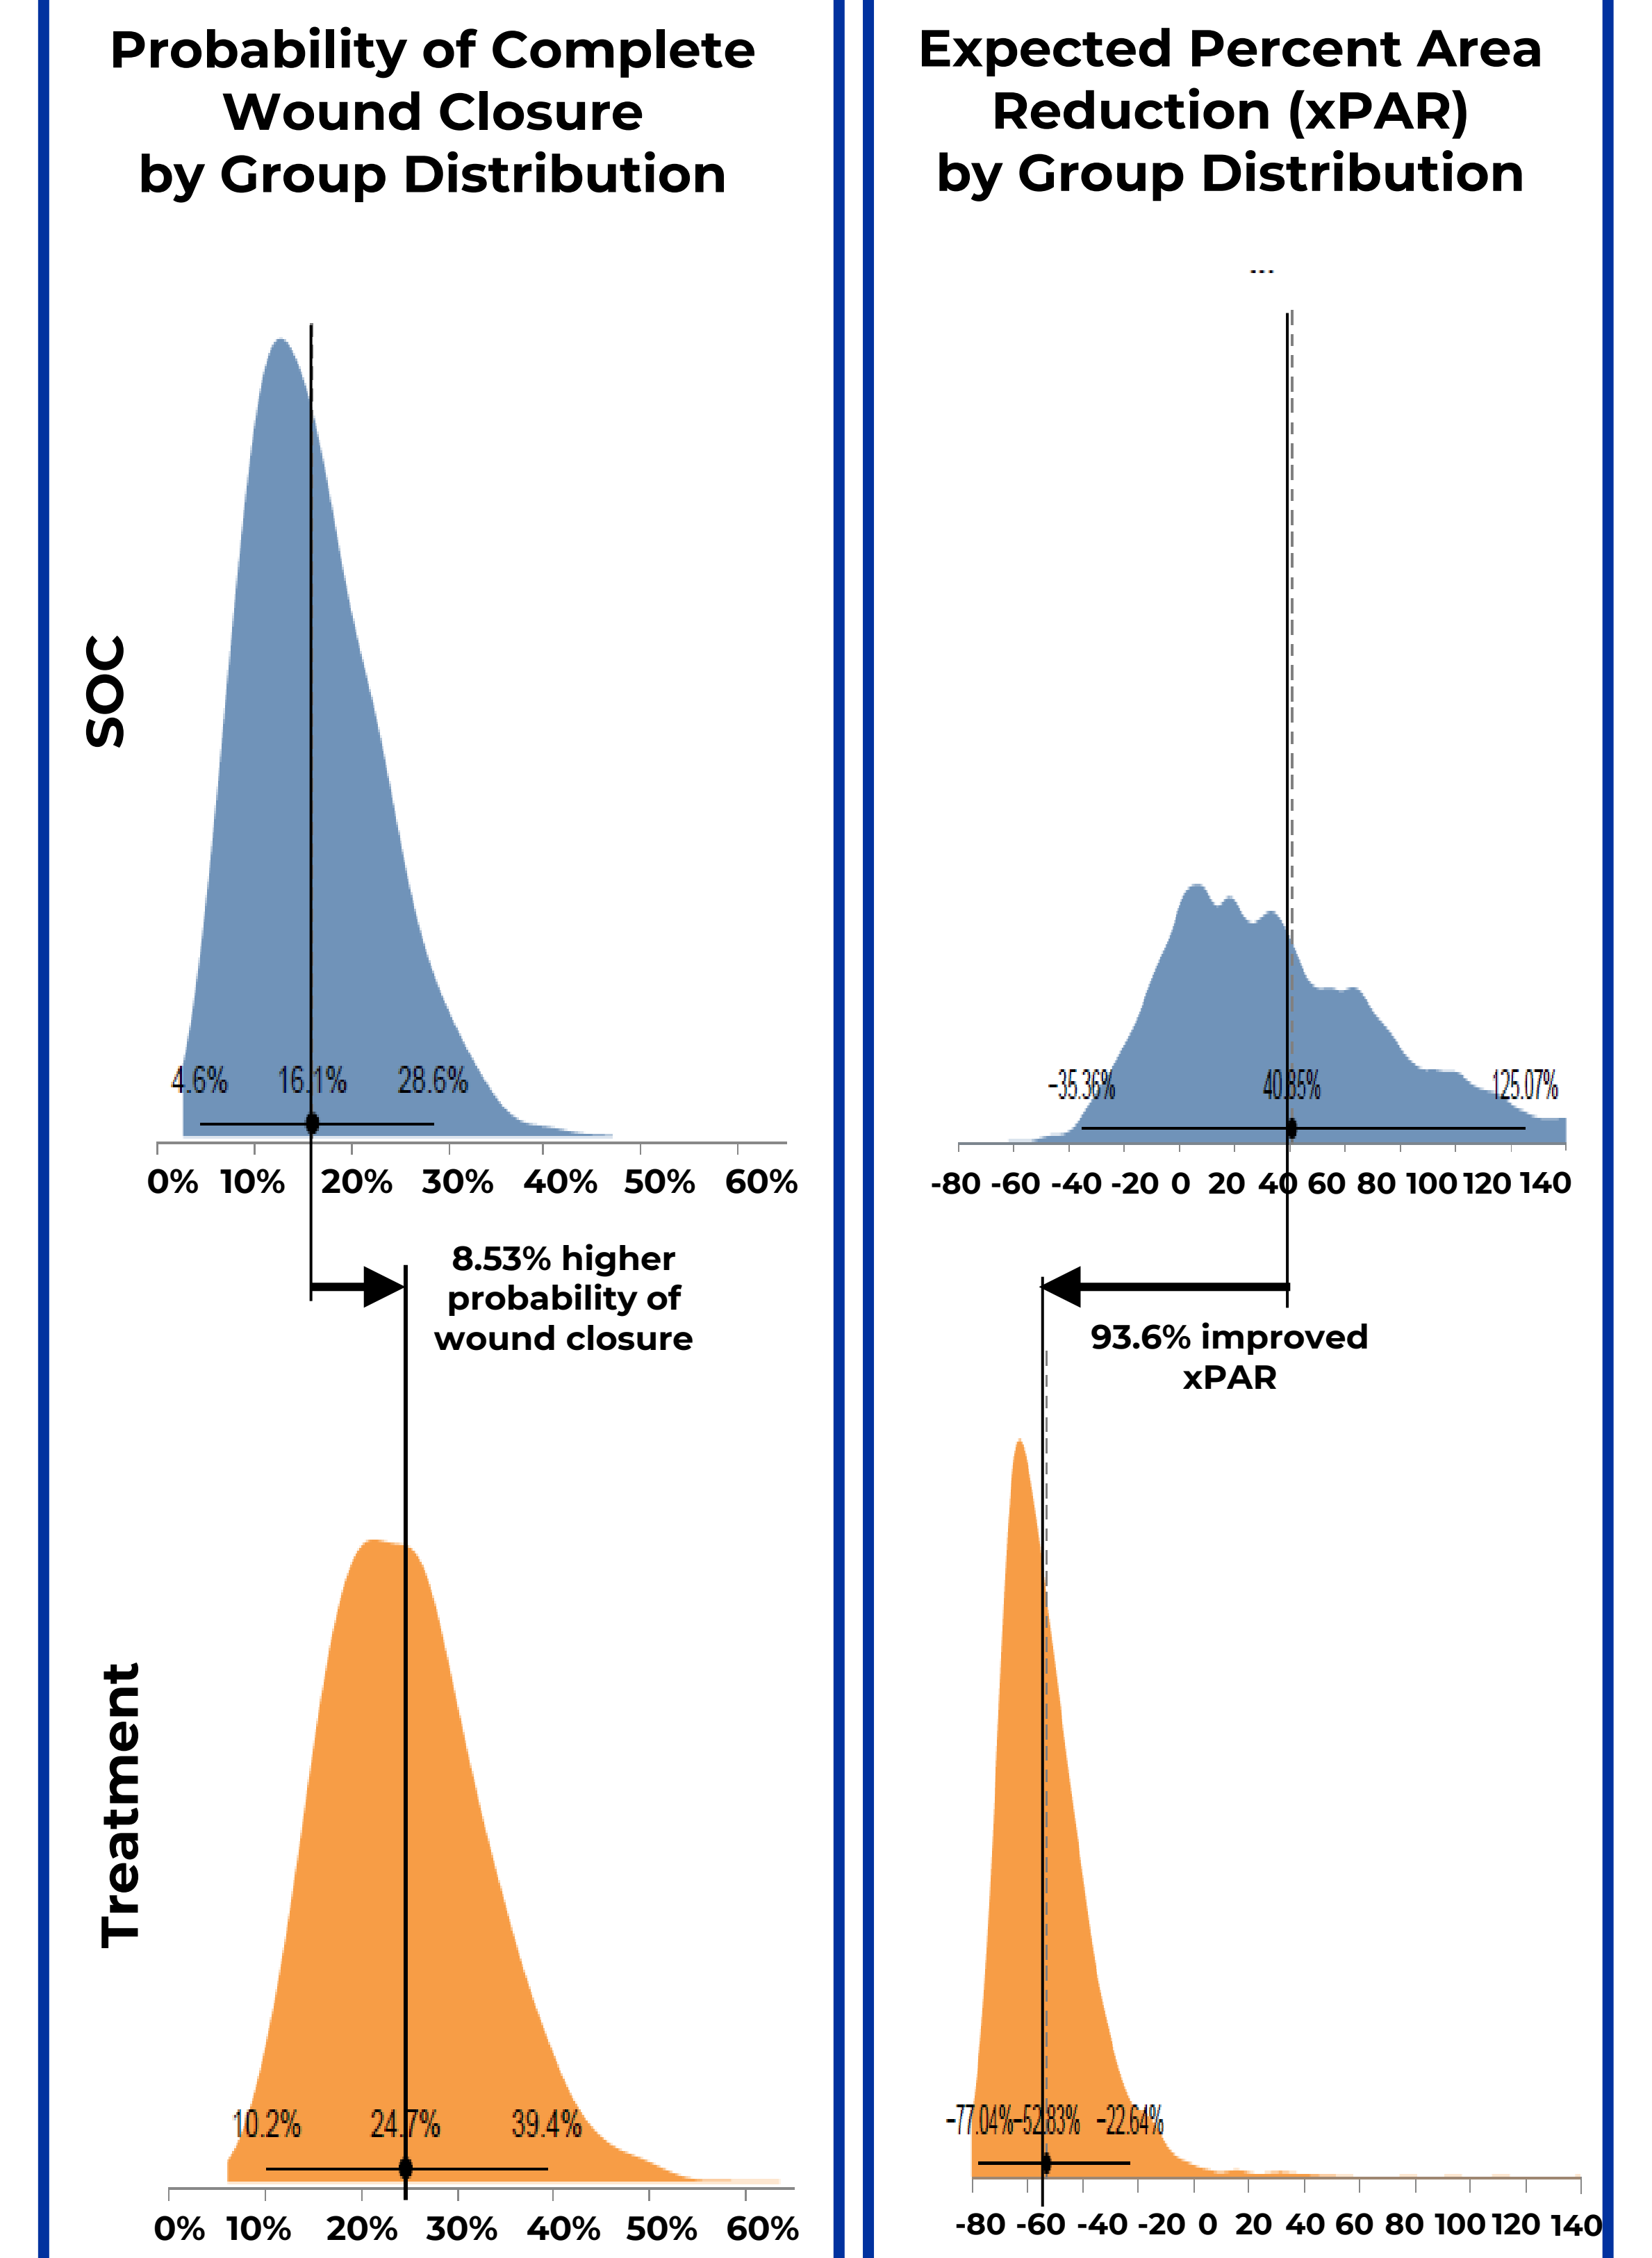 Probability of Complete
Wound Closure
by Group Distribution
SOC
4.6% 16.1% 28.6%
0% 10% 20% 30% 40% 50% 60%
8.53% higher
probability of
wound closure
Treatment
10.2% 24.7% 39.4%
0% 10% 20% 30% 40% 50% 60%
Expected Percent Area
Reduction (xPAR)
by Group Distribution
...
−35.36% 40.85% 125.07%
-80 -60 -40 -20 0 20 40 60 80 100 120 140
93.6% improved
xPAR
−77.04% −52.83% −22.64%
-80 -60 -40 -20 0 20 40 60 80 100 120 140